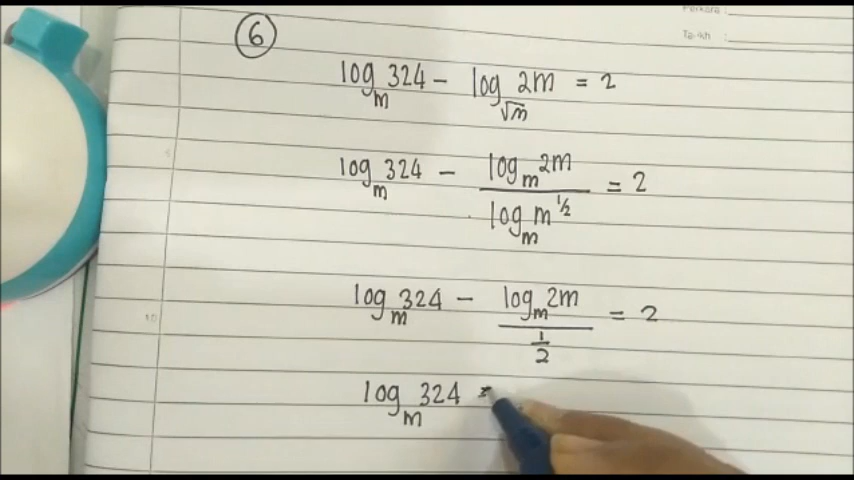 Tarikh :
6
log_m 324 - log_√m 2m = 2
log_m 324 - (log_m 2m)/(log_m m^½) = 2
log_m 324 - (log_m 2m)/(1/2) = 2
log_m 324